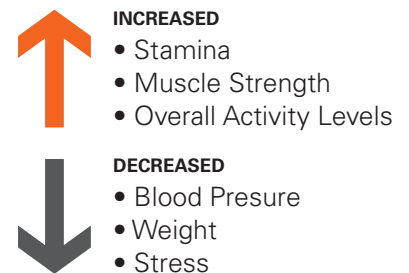 INCREASED
• Stamina
• Muscle Strength
• Overall Activity Levels
DECREASED
• Blood Presure
• Weight
• Stress